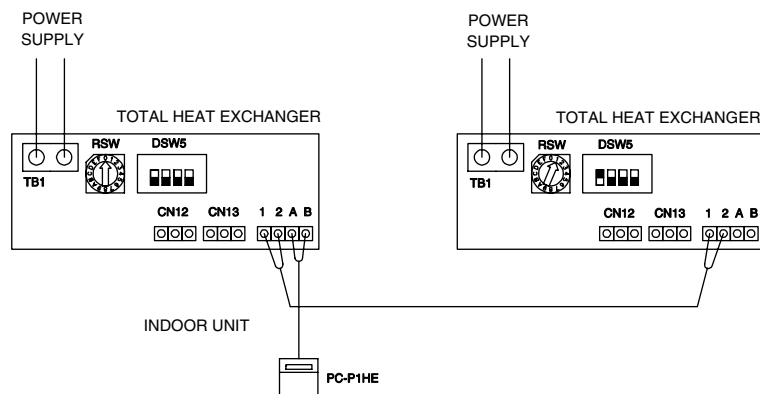 POWER
SUPPLY
TOTAL HEAT EXCHANGER
RSW
DSW5
TB1
CN12
CN13
1 2 A B
POWER
SUPPLY
TOTAL HEAT EXCHANGER
RSW
DSW5
TB1
CN12
CN13
1 2 A B
INDOOR UNIT
PC-P1HE